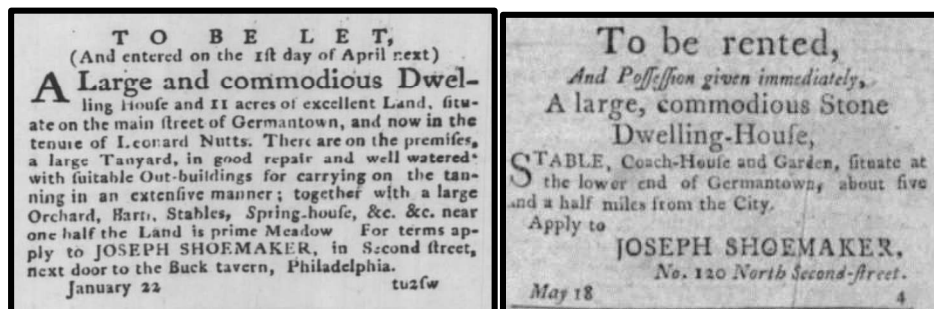 TO BE LET,
(And entered on the 1ſt day of April next)
A Large and commodious Dwel-
ling Houſe and 11 acres of excellent Land, ſitu-
ate on the main ſtreet of Germantown, and now in the
tenure of Leonard Nutts. There are on the premiſes,
a large Tanyard, in good repair and well watered
with ſuitable Out-buildings for carrying on the tan-
ning in an extenſive manner; together with a large
Orchard, Barn, Stables, Spring-houſe, &c. &c. near
one half the Land is prime Meadow For terms ap-
ply to JOSEPH SHOEMAKER, in Second ſtreet,
next door to the Buck tavern, Philadelphia.
January 22 tu2ſw
To be rented,
And Poſſeſſion given immediately,
A large, commodious Stone
Dwelling-Houſe,
STABLE, Coach-Houſe and Garden, ſituate at
the lower end of Germantown, about five
and a half miles from the City.
Apply to
JOSEPH SHOEMAKER,
No. 120 North Second-ſtreet.
May 18 4